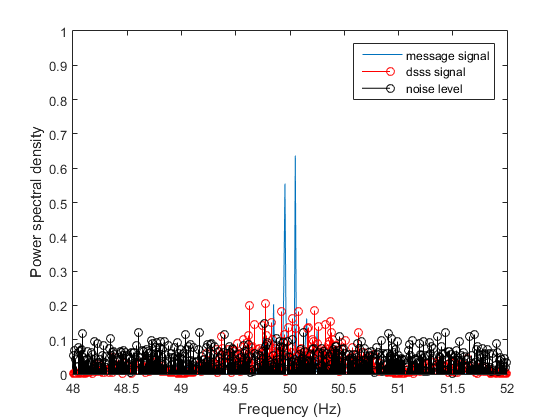 message signal
dsss signal
noise level
Power spectral density
1
0.9
0.8
0.7
0.6
0.5
0.4
0.3
0.2
0.1
0
48 48.5 49 49.5 50 50.5 51 51.5 52
Frequency (Hz)